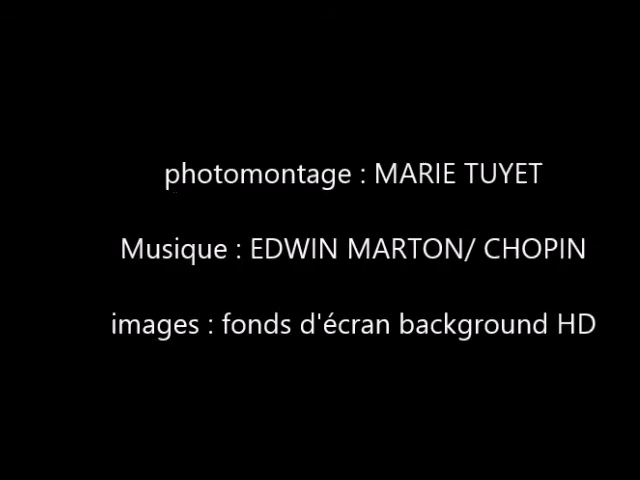 photomontage : MARIE TUYET
Musique : EDWIN MARTON/ CHOPIN
images : fonds d'écran background HD